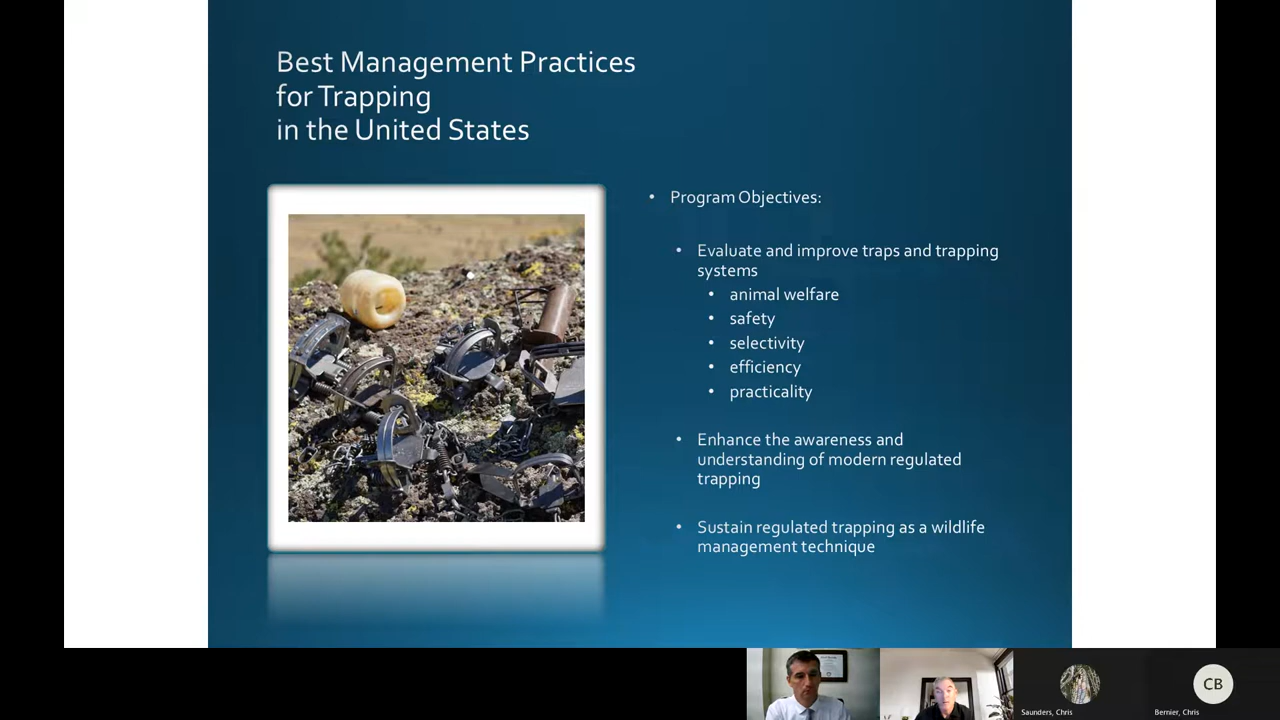 Best Management Practices
for Trapping
in the United States
• Program Objectives:
• Evaluate and improve traps and trapping
systems
• animal welfare
• safety
• selectivity
• efficiency
• practicality
• Enhance the awareness and
understanding of modern regulated
trapping
• Sustain regulated trapping as a wildlife
management technique
CB
Saunders, Chris
Bernier, Chris